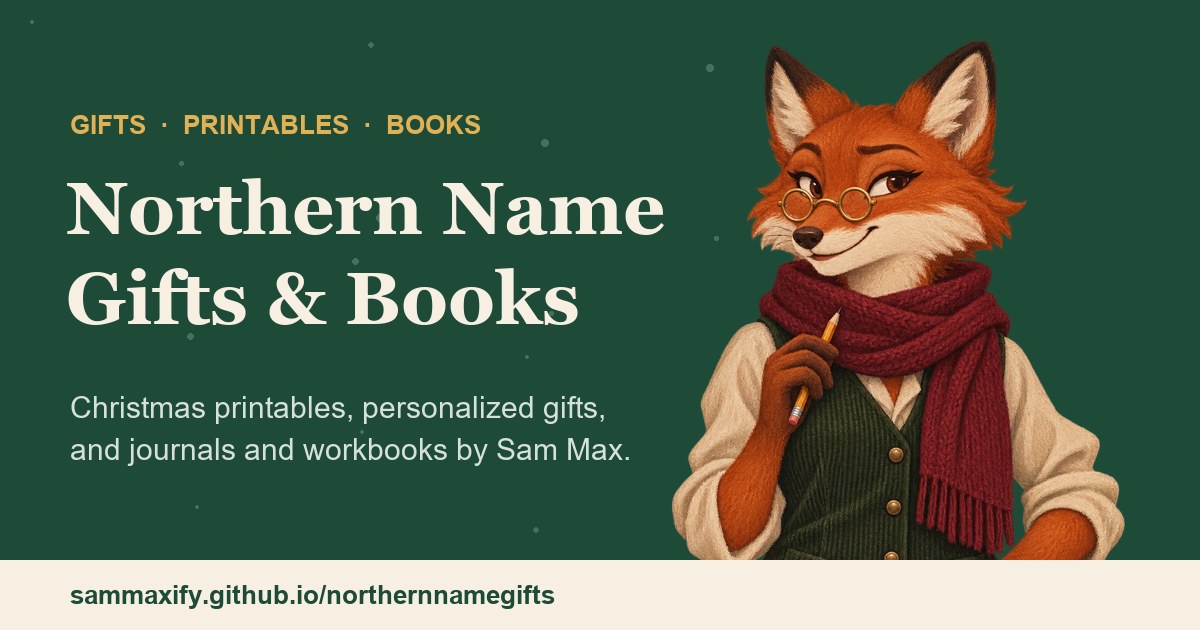 GIFTS · PRINTABLES · BOOKS
Northern Name
Gifts & Books
Christmas printables, personalized gifts,
and journals and workbooks by Sam Max.
sammaxify.github.io/northernnamegifts